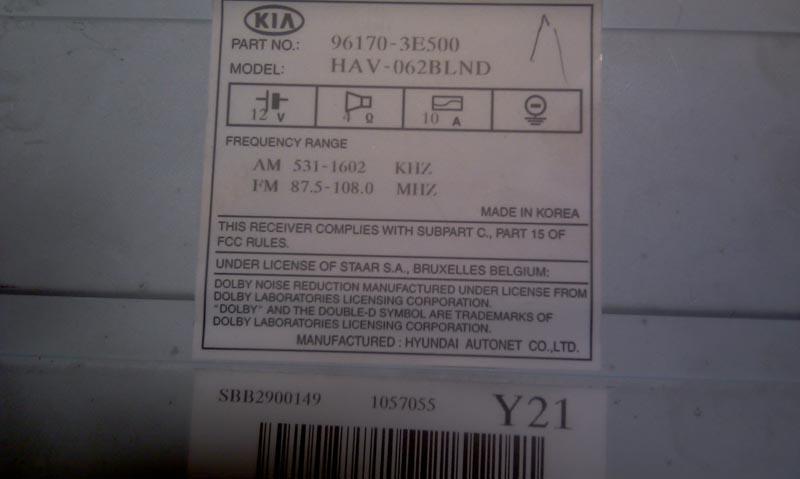 KIA
PART NO.: 96170-3E500
MODEL: HAV-062BLND
12 V 4 Ω 10 A
FREQUENCY RANGE
AM 531-1602 KHZ
FM 87.5-108.0 MHZ
MADE IN KOREA
THIS RECEIVER COMPLIES WITH SUBPART C., PART 15 OF
FCC RULES.
UNDER LICENSE OF STAAR S.A., BRUXELLES BELGIUM:
DOLBY NOISE REDUCTION MANUFACTURED UNDER LICENSE FROM
DOLBY LABORATORIES LICENSING CORPORATION.
"DOLBY" AND THE DOUBLE-D SYMBOL ARE TRADEMARKS OF
DOLBY LABORATORIES LICENSING CORPORATION.
MANUFACTURED : HYUNDAI AUTONET CO.,LTD.
SBB2900149 1057055 Y21